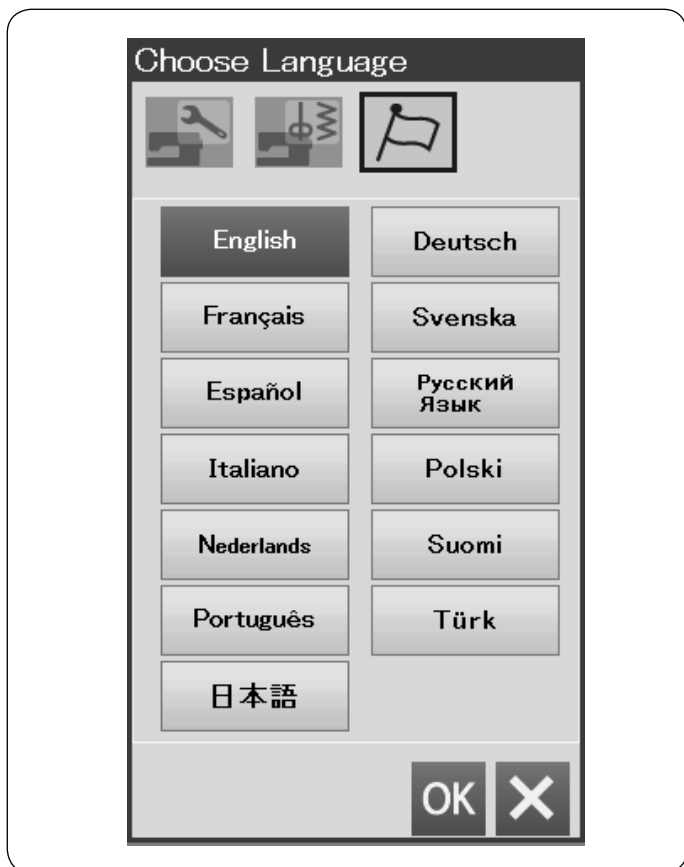 Choose Language
English
Deutsch
Français
Svenska
Español
Русский
Язык
Italiano
Polski
Nederlands
Suomi
Português
Türk
日本語
OK